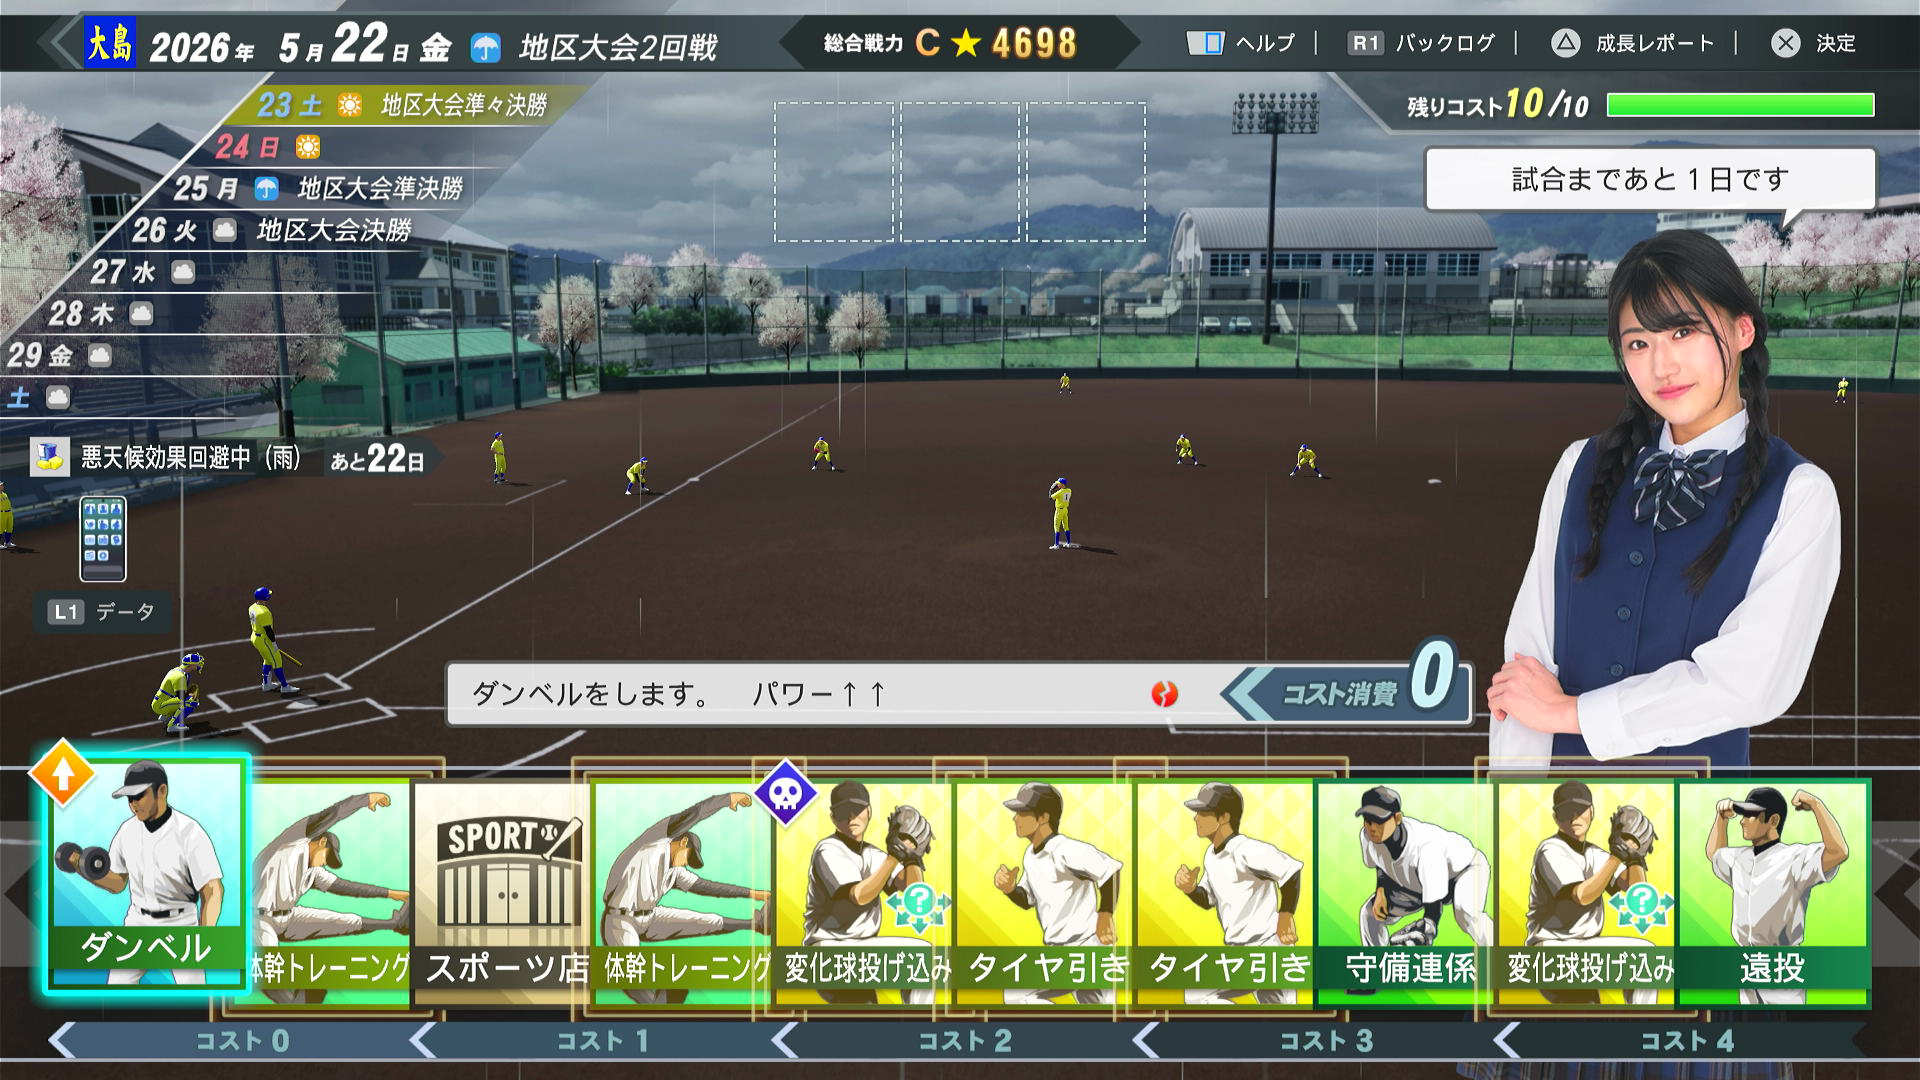 大島 2026年 5月22日 金 地区大会2回戦
総合戦力 C ★ 4698
ヘルプ | R1 バックログ | △ 成長レポート | × 決定
23 土 地区大会準々決勝
24 日
25 月 地区大会準決勝
26 火 地区大会決勝
27 水
28 木
29 金
土
残りコスト 10/10
試合まであと1日です
悪天候効果回避中(雨) あと22日
L1 データ
ダンベルをします。 パワー↑↑
コスト消費 0
SPORT
ダンベル
体幹トレーニング
スポーツ店
体幹トレーニング
変化球投げ込み
タイヤ引き
タイヤ引き
守備連係
変化球投げ込み
遠投
コスト 0
コスト 1
コスト 2
コスト 3
コスト 4